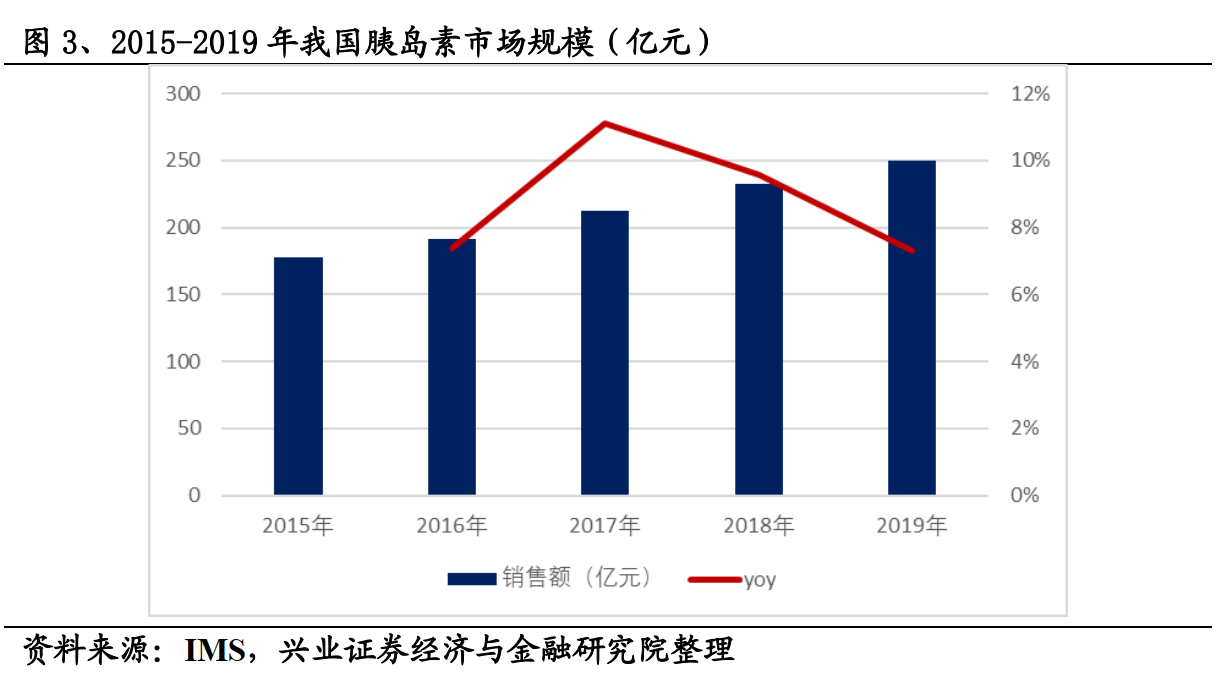 图 3、2015-2019 年我国胰岛素市场规模（亿元）
300
250
200
150
100
50
0
12%
10%
8%
6%
4%
2%
0%
2015年
2016年
2017年
2018年
2019年
销售额（亿元）
yoy
资料来源：IMS，兴业证券经济与金融研究院整理